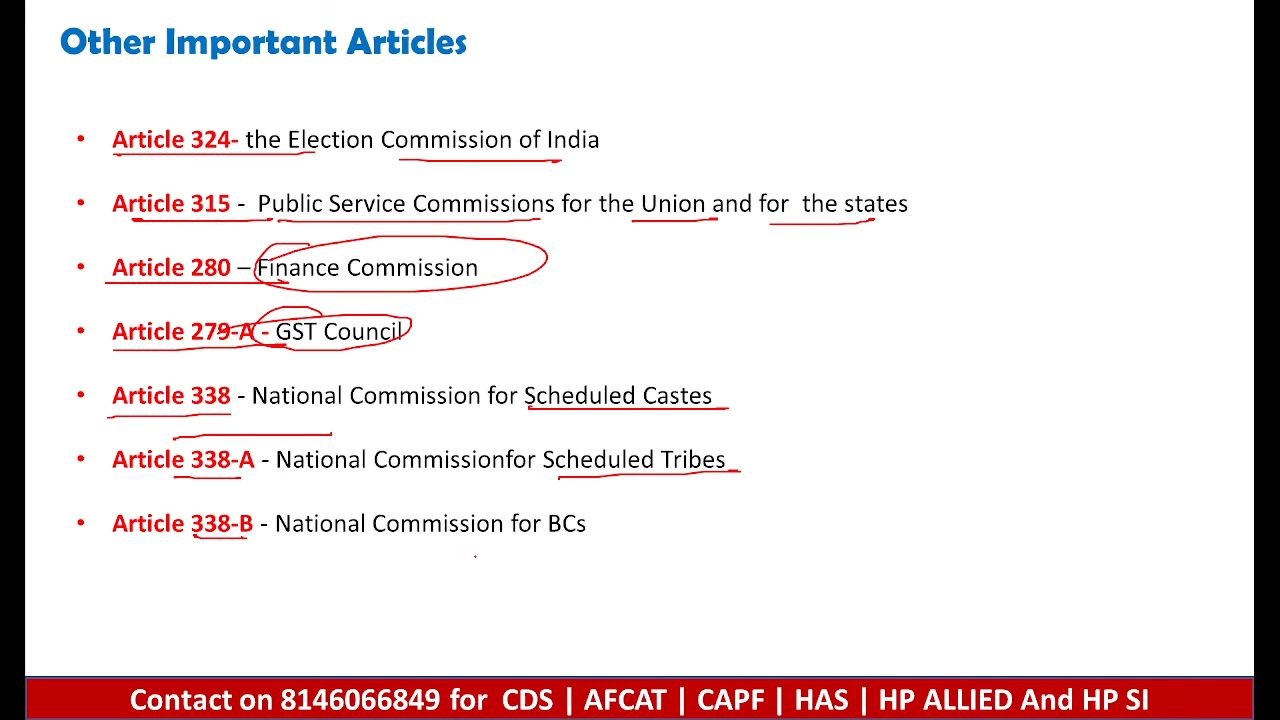 Other Important Articles
• Article 324- the Election Commission of India
• Article 315 - Public Service Commissions for the Union and for the states
• Article 280 – Finance Commission
• Article 279-A - GST Council
• Article 338 - National Commission for Scheduled Castes
• Article 338-A - National Commissionfor Scheduled Tribes
• Article 338-B - National Commission for BCs
Contact on 8146066849 for CDS | AFCAT | CAPF | HAS | HP ALLIED And HP SI